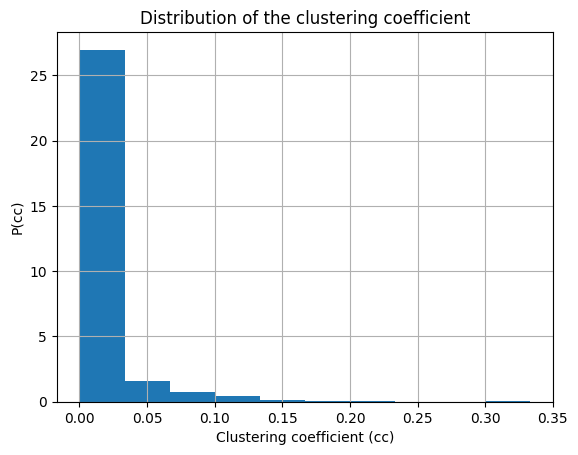 Distribution of the clustering coefficient
P(cc)
25
20
15
10
5
0
0.00 0.05 0.10 0.15 0.20 0.25 0.30 0.35
Clustering coefficient (cc)